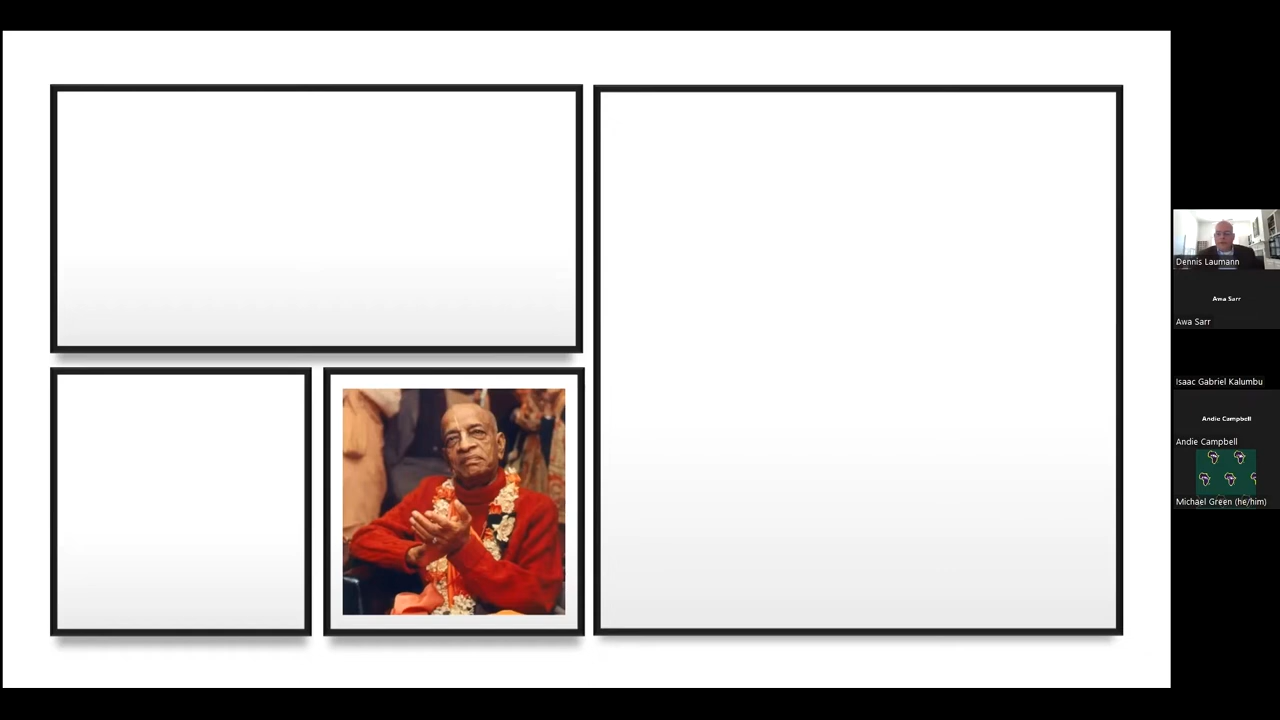 Dennis Laumann
Awa Sarr
Awa Sarr
Isaac Gabriel Kalumbu
Andie Campbell
Andie Campbell
Michael Green (he/him)